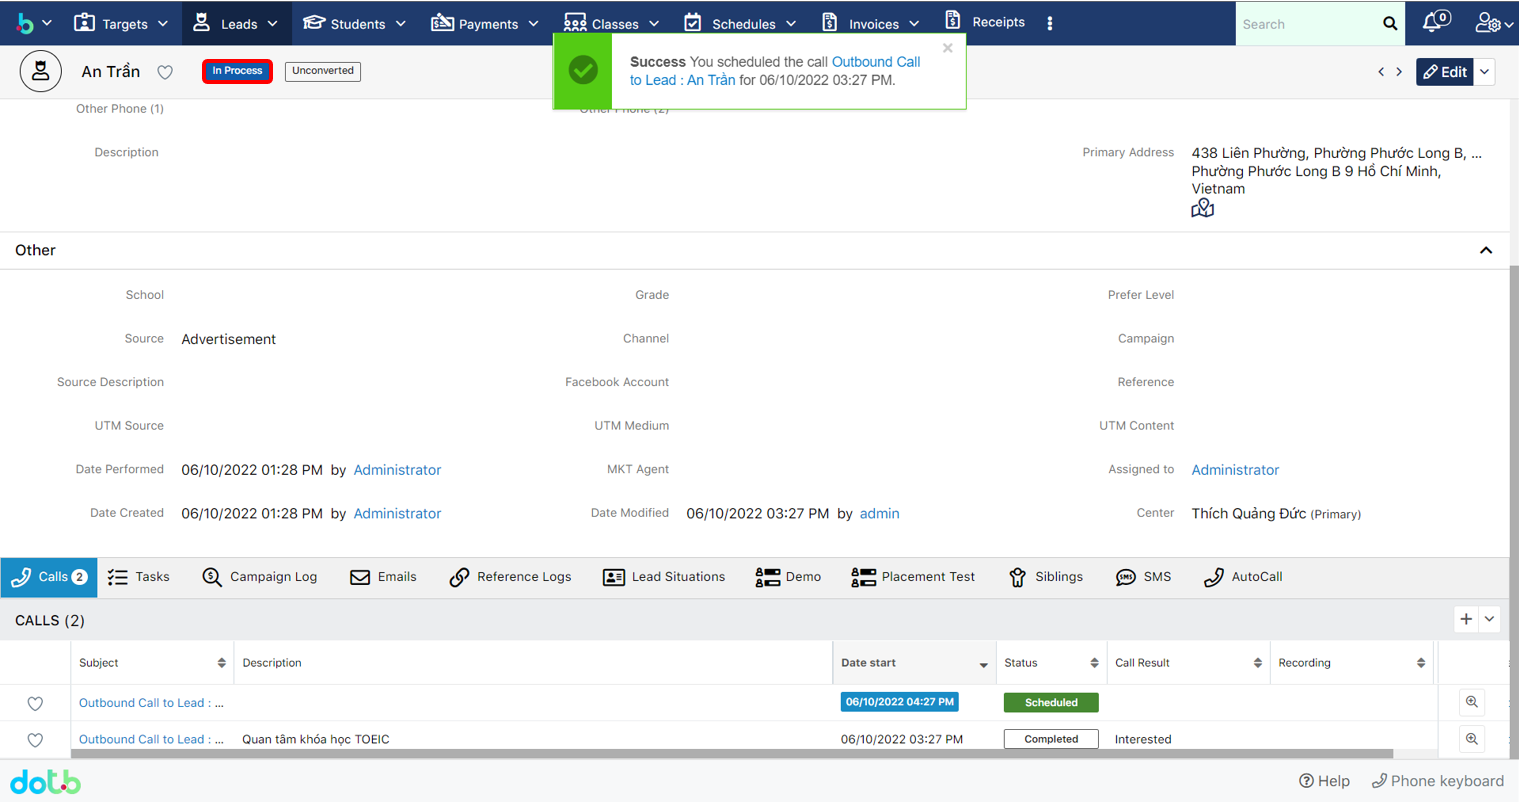 Targets Leads Students Payments Classes Schedules Invoices Receipts Search 0
An Trần In Process Unconverted Edit
Success You scheduled the call Outbound Call
to Lead : An Trần for 06/10/2022 03:27 PM.
Other Phone (1) Other Phone (2)
Description Primary Address 438 Liên Phường, Phường Phước Long B, ...
Phường Phước Long B 9 Hồ Chí Minh,
Vietnam
Other
School Grade Prefer Level
Source Advertisement Channel Campaign
Source Description Facebook Account Reference
UTM Source UTM Medium UTM Content
Date Performed 06/10/2022 01:28 PM by Administrator MKT Agent Assigned to Administrator
Date Created 06/10/2022 01:28 PM by Administrator Date Modified 06/10/2022 03:27 PM by admin Center Thích Quảng Đức (Primary)
Calls 2 Tasks Campaign Log Emails Reference Logs Lead Situations Demo Placement Test Siblings SMS SMS AutoCall
CALLS (2)
Subject Description Date start Status Call Result Recording
Outbound Call to Lead : ... 06/10/2022 04:27 PM Scheduled
Outbound Call to Lead : ... Quan tâm khóa học TOEIC 06/10/2022 03:27 PM Completed Interested
dotb Help Phone keyboard